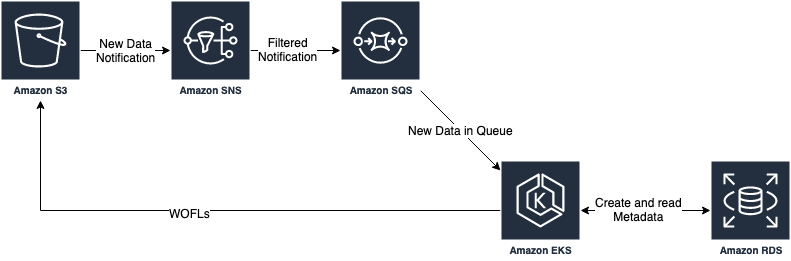 New Data
Notification
Filtered
Notification
Amazon S3
Amazon SNS
Amazon SQS
New Data in Queue
K
Create and read
Metadata
WOFLs
Amazon EKS
Amazon RDS